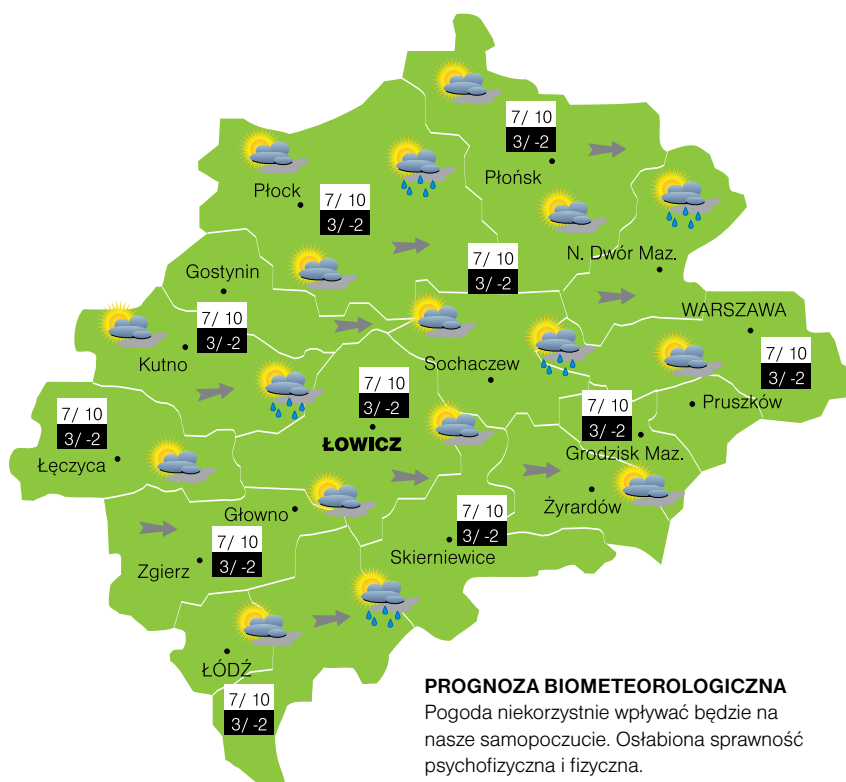 7/ 10
3/ -2
Płońsk
Płock
7/ 10
3/ -2
N. Dwór Maz.
7/ 10
3/ -2
Gostynin
WARSZAWA
7/ 10
3/ -2
Kutno
Sochaczew
7/ 10
3/ -2
7/ 10
3/ -2
Pruszków
7/ 10
3/ -2
7/ 10
3/ -2
ŁOWICZ
Grodzisk Maz.
Łęczyca
Żyrardów
Głowno
7/ 10
3/ -2
Skierniewice
7/ 10
3/ -2
Zgierz
ŁÓDŹ
7/ 10
3/ -2
PROGNOZA BIOMETEOROLOGICZNA
Pogoda niekorzystnie wpływać będzie na
nasze samopoczucie. Osłabiona sprawność
psychofizyczna i fizyczna.